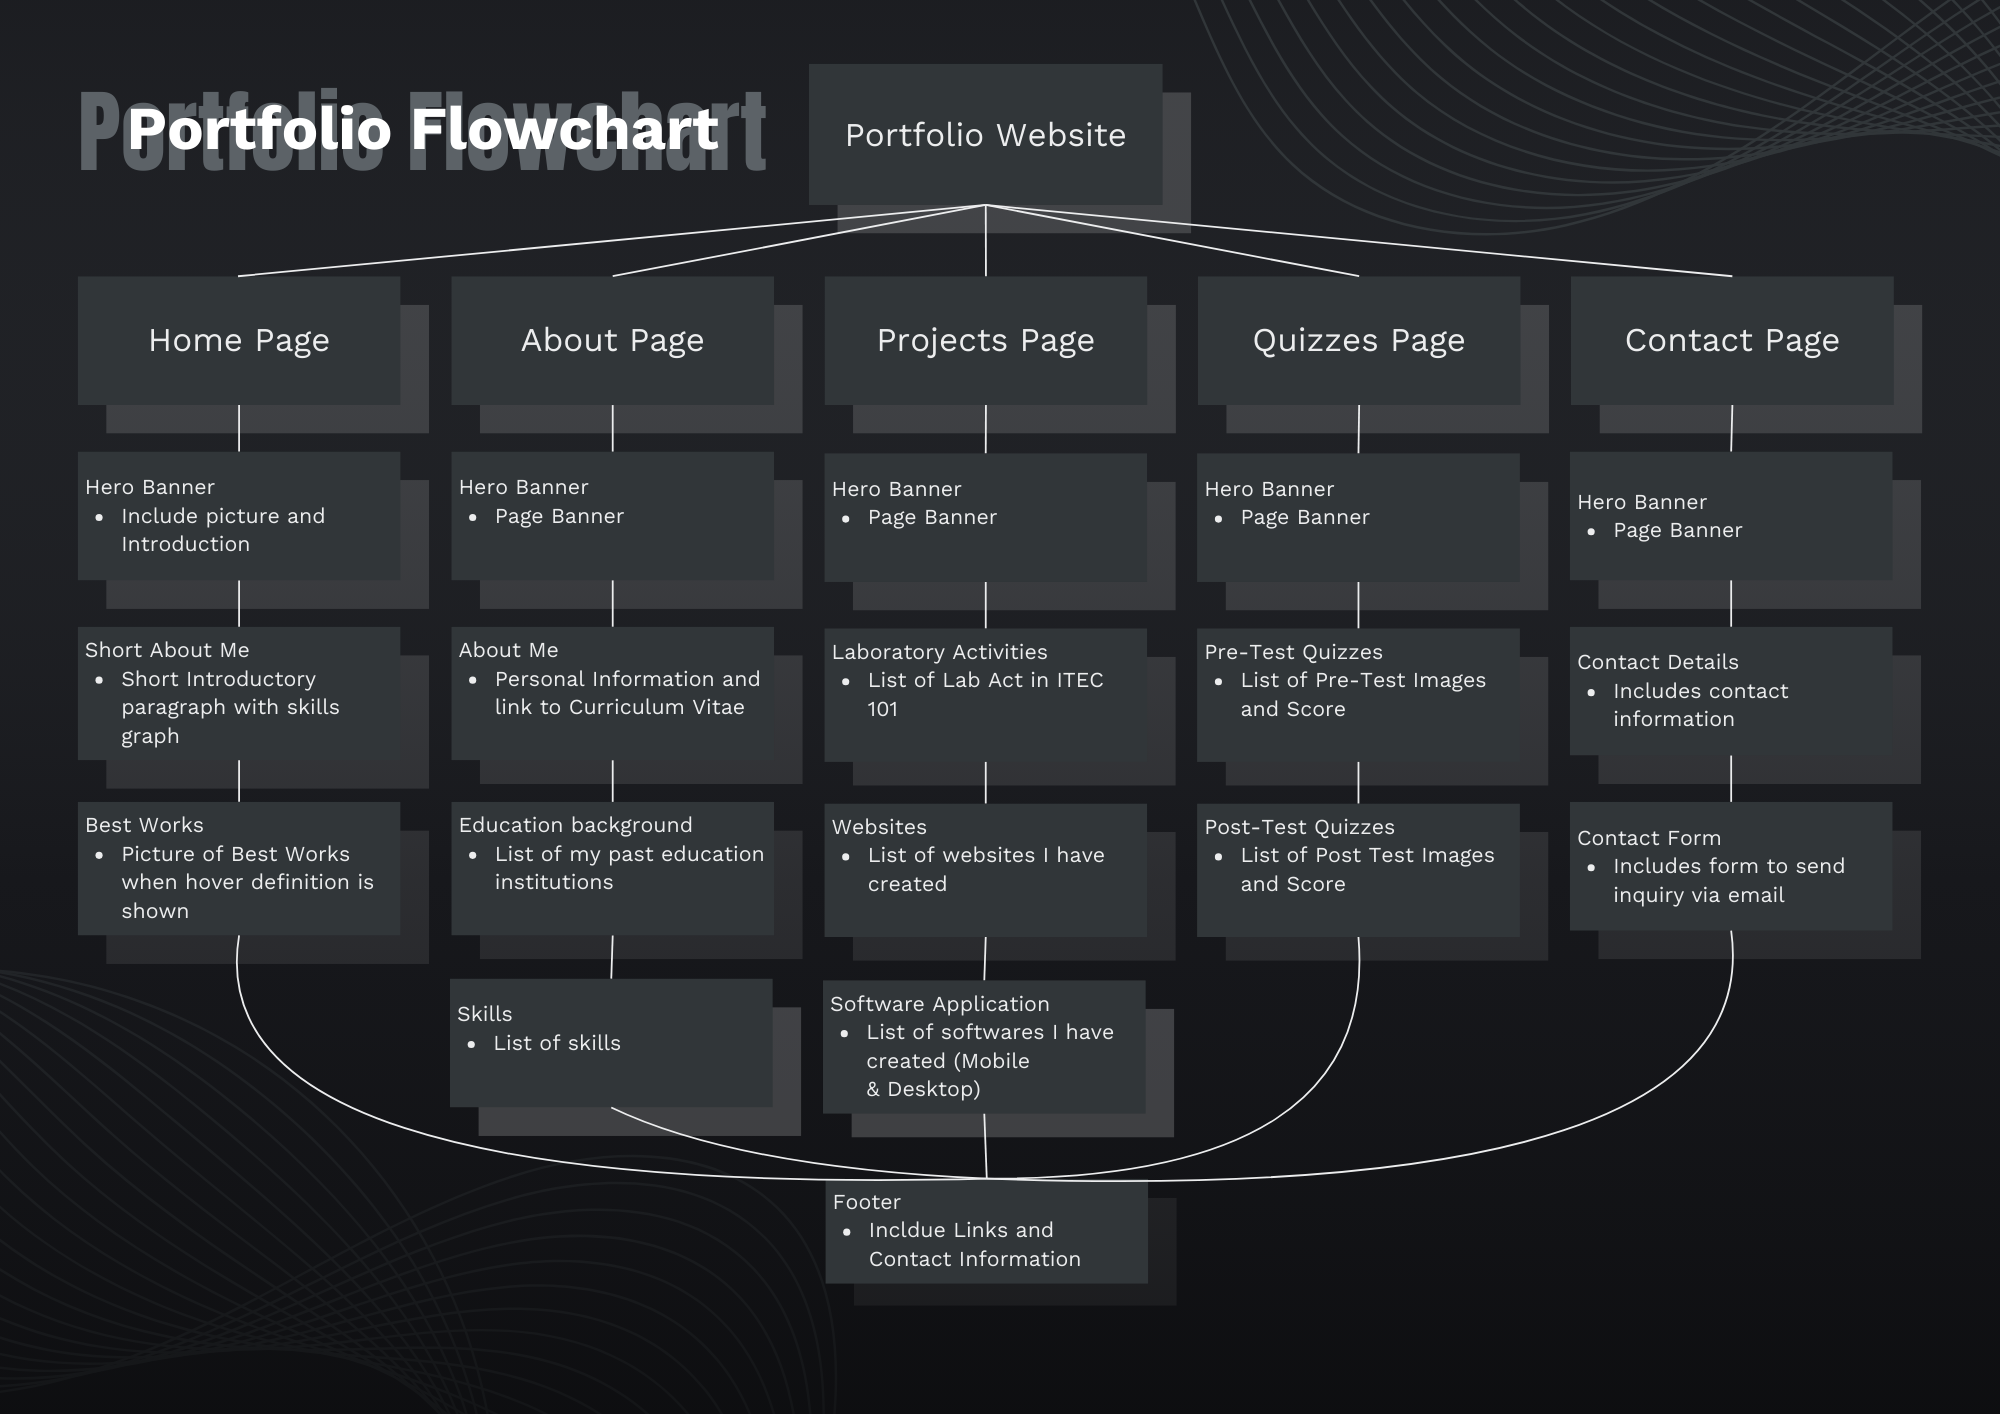 Portfolio Flowchart
Portfolio Flowchart
Portfolio Website
Home Page
About Page
Projects Page
Quizzes Page
Contact Page
Hero Banner
• Include picture and
Introduction
Hero Banner
• Page Banner
Hero Banner
• Page Banner
Hero Banner
• Page Banner
Hero Banner
• Page Banner
Short About Me
• Short Introductory
paragraph with skills
graph
About Me
• Personal Information and
link to Curriculum Vitae
Laboratory Activities
• List of Lab Act in ITEC
101
Pre-Test Quizzes
• List of Pre-Test Images
and Score
Contact Details
• Includes contact
information
Best Works
• Picture of Best Works
when hover definition is
shown
Education background
• List of my past education
institutions
Websites
• List of websites I have
created
Post-Test Quizzes
• List of Post Test Images
and Score
Contact Form
• Includes form to send
inquiry via email
Skills
• List of skills
Software Application
• List of softwares I have
created (Mobile
& Desktop)
Footer
• Incldue Links and
Contact Information